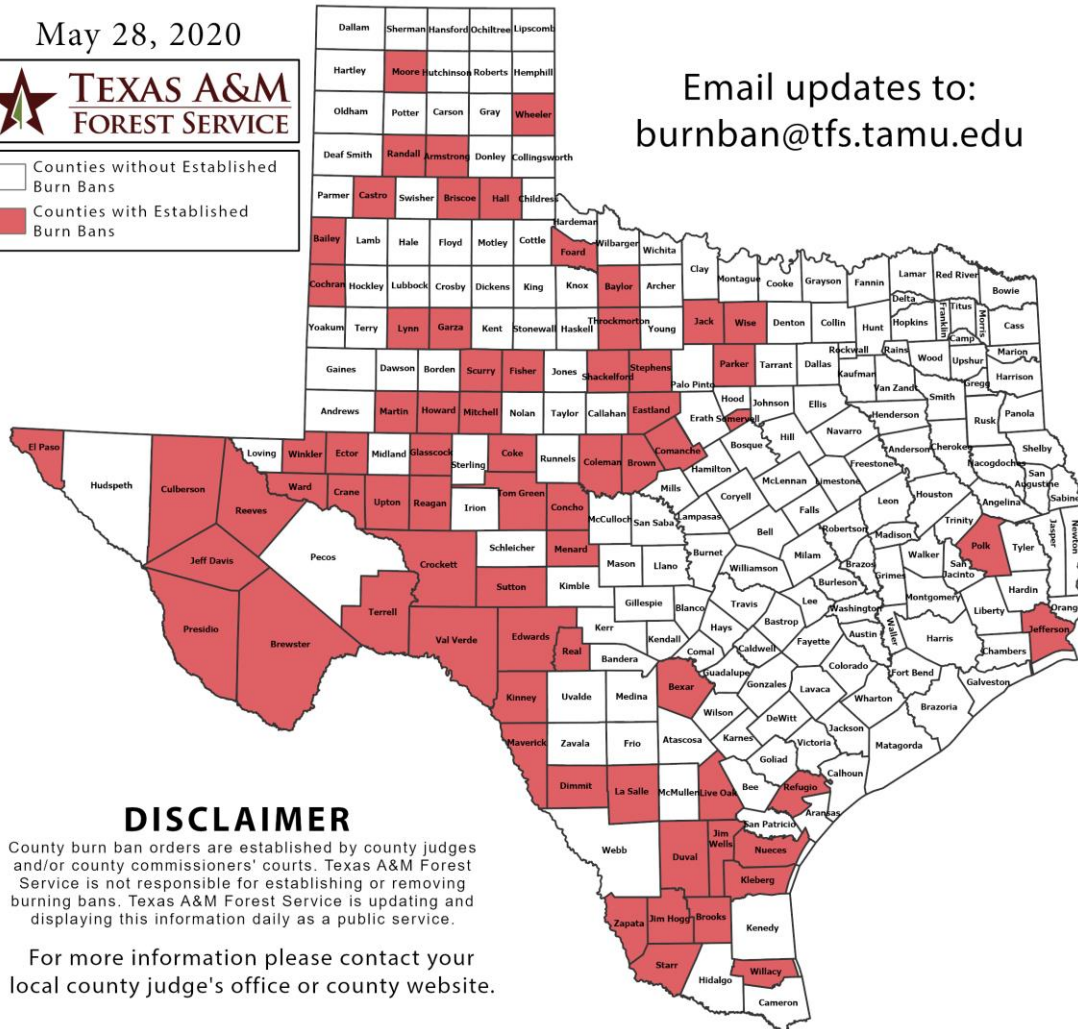 May 28, 2020
TEXAS A&M
FOREST SERVICE
Counties without Established
Burn Bans
Counties with Established
Burn Bans
Email updates to:
burnban@tfs.tamu.edu
Dallam Sherman Hansford Ochiltree Lipscomb
Hartley Moore Hutchinson Roberts Hemphill
Oldham Potter Carson Gray Wheeler
Deaf Smith Randall Armstrong Donley Collingsworth
Parmer Castro Swisher Briscoe Hall Childress
Hardeman
Bailey Lamb Hale Floyd Motley Cottle Foard Wilbarger Wichita
Clay Montague Cooke Grayson Fannin Lamar Red River Bowie
Cochran Hockley Lubbock Crosby Dickens King Knox Baylor Archer
Delta Franklin Titus Morris Cass
Yoakum Terry Lynn Garza Kent Stonewall Haskell Throckmorton Young Jack Wise Denton Collin Hunt Hopkins
Camp Marion
Gaines Dawson Borden Scurry Fisher Jones Shackelford Stephens Palo Pinto Parker Tarrant Dallas Rockwall Rains Wood Upshur Harrison
Kaufman Van Zandt Gregg Smith
Andrews Martin Howard Mitchell Nolan Taylor Callahan Eastland Erath Hood Somervell Johnson Ellis Henderson Rusk Panola
El Paso Hudspeth Culberson Reeves Loving Winkler Ector Midland Glasscock Sterling Coke Runnels Coleman Brown Comanche Bosque Hill Navarro Anderson Cherokee Shelby
Hamilton McLennan Limestone Freestone Nacogdoches San
Augustine Sabine
Ward Crane Upton Reagan Irion Tom Green Concho McCulloch San Saba Mills Lampasas Coryell Falls Leon Houston Angelina
Jeff Davis Pecos Crockett Schleicher Menard Mason Llano Burnet Bell Milam Robertson Madison Trinity Polk Tyler Jasper Newton
Walker San
Jacinto
Terrell Sutton Kimble Gillespie Blanco Williamson Travis Lee Burleson Brazos Grimes Montgomery Liberty Hardin Orange
Presidio Brewster Val Verde Edwards Real Kerr Kendall Hays Bastrop Washington Waller Harris Jefferson
Bandera Comal Caldwell Fayette Austin Chambers
Kinney Uvalde Medina Bexar Guadalupe Gonzales Lavaca Colorado Fort Bend Galveston
Maverick Zavala Frio Atascosa Wilson Karnes DeWitt Wharton Brazoria
Jackson Victoria Matagorda
Goliad Calhoun
Dimmit La Salle McMullen Live Oak Bee Refugio Aransas
San Patricio
Webb Duval Jim
Wells Nueces
Kleberg
Zapata Jim Hogg Brooks Kenedy
Starr Hidalgo Willacy
Cameron
DISCLAIMER
County burn ban orders are established by county judges
and/or county commissioners' courts. Texas A&M Forest
Service is not responsible for establishing or removing
burning bans. Texas A&M Forest Service is updating and
displaying this information daily as a public service.
For more information please contact your
local county judge's office or county website.